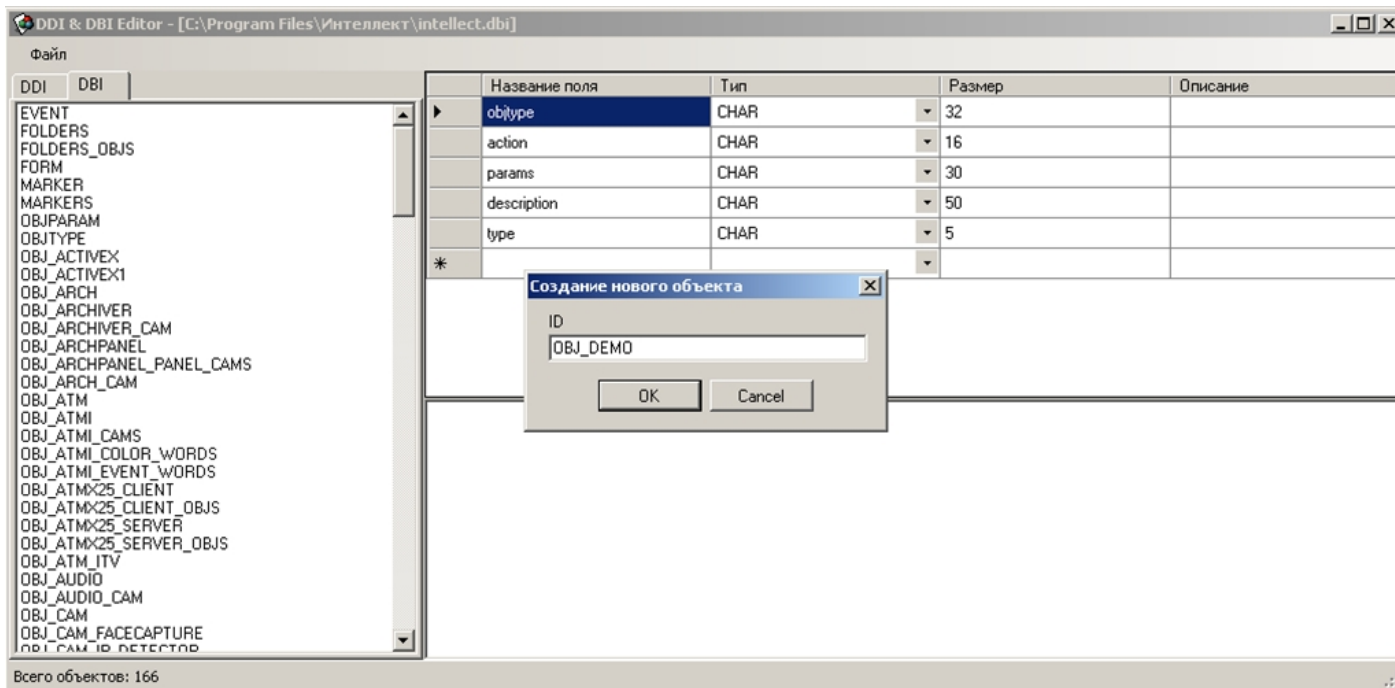 DDI & DBI Editor - [C:\Program Files\Интеллект\intellect.dbi]
Файл
DDI DBI
Название поля Тип Размер Описание
objtype CHAR 32
action CHAR 16
params CHAR 30
description CHAR 50
type CHAR 5
EVENT
FOLDERS
FOLDERS_OBJS
FORM
MARKER
MARKERS
OBJPARAM
OBJTYPE
OBJ_ACTIVEX
OBJ_ACTIVEX1
OBJ_ARCH
OBJ_ARCHIVER
OBJ_ARCHIVER_CAM
OBJ_ARCHPANEL
OBJ_ARCHPANEL_PANEL_CAMS
OBJ_ARCH_CAM
OBJ_ATM
OBJ_ATMI
OBJ_ATMI_CAMS
OBJ_ATMI_COLOR_WORDS
OBJ_ATMI_EVENT_WORDS
OBJ_ATMX25_CLIENT
OBJ_ATMX25_CLIENT_OBJS
OBJ_ATMX25_SERVER
OBJ_ATMX25_SERVER_OBJS
OBJ_ATM_ITV
OBJ_AUDIO
OBJ_AUDIO_CAM
OBJ_CAM
OBJ_CAM_FACECAPTURE
OBJ_CAM_IR_DETECTOR
Создание нового объекта
ID
OBJ_DEMO
OK Cancel
Всего объектов: 166